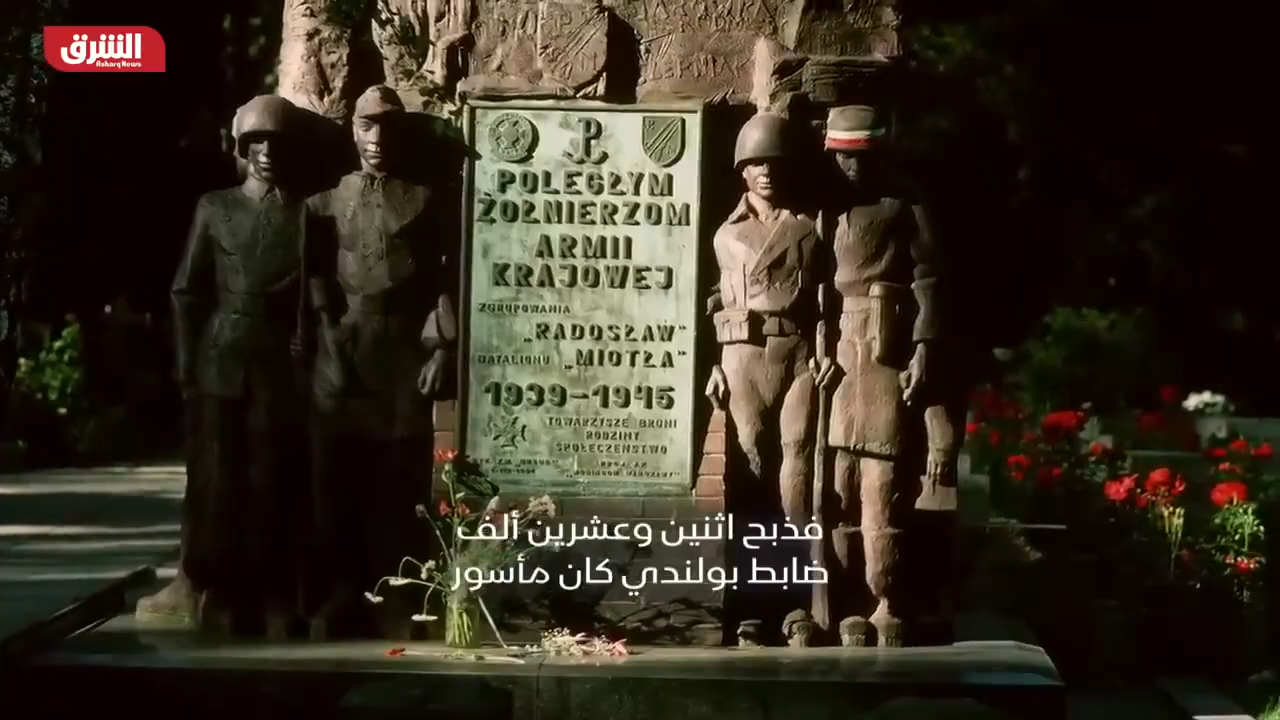 الشرق
Asharq News
POLEGŁYM
ŻOŁNIERZOM
ARMII
KRAJOWEJ
ZGRUPOWANIA
„RADOSŁAW"
BATALIONU „MIOTŁA"
1939-1945
TOWARZYSZE BRONI
RODZINY
SPOŁECZEŃSTWO
فذبح اثنين وعشرين ألف
ضابط بولندي كان مأسور